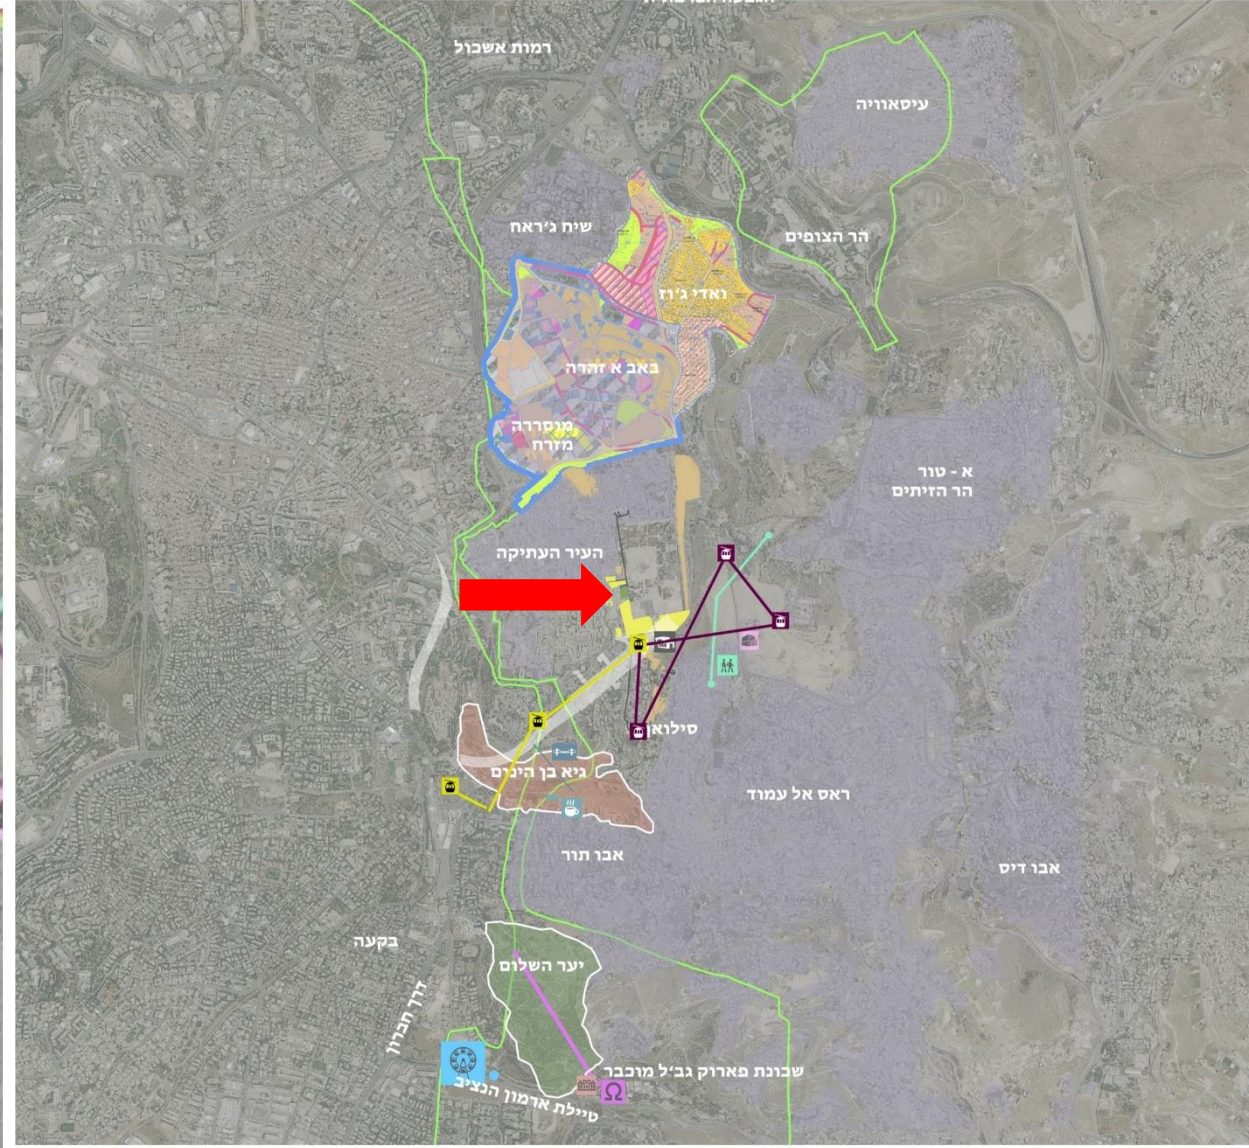 רמות אשכול
עיסאוויה
שיח ג'ראח
הר הצופים
ואדי ג'וז
באב א זהרה
מוסררה
מזרח
א - טור
הר הזיתים
העיר העתיקה
סילואן
גיא בן הינום
ראס אל עמוד
אבו תור
אבו דיס
בקעה
יער השלום
דרך חברון
שכונת פארוק גב'ל מוכבר
טיילת ארמון הנציב